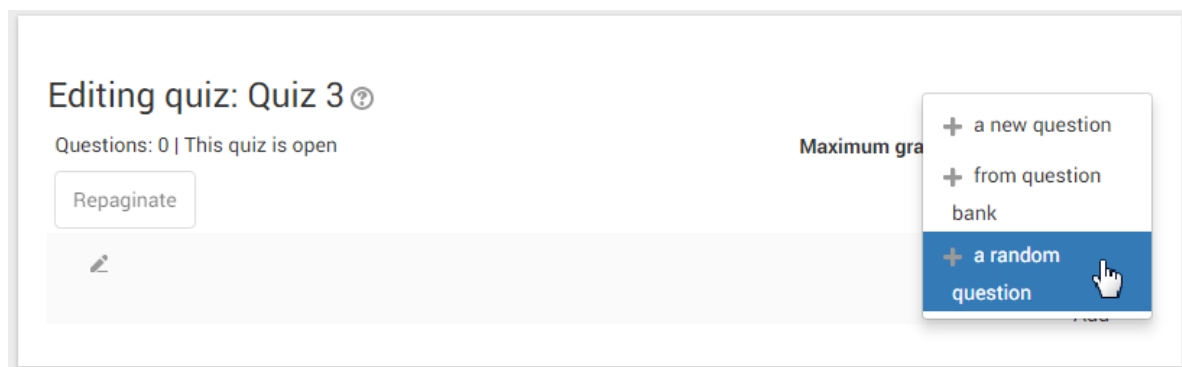 Editing quiz: Quiz 3
Questions: 0 | This quiz is open
Maximum gra
Repaginate
+ a new question
+ from question
bank
+ a random
question